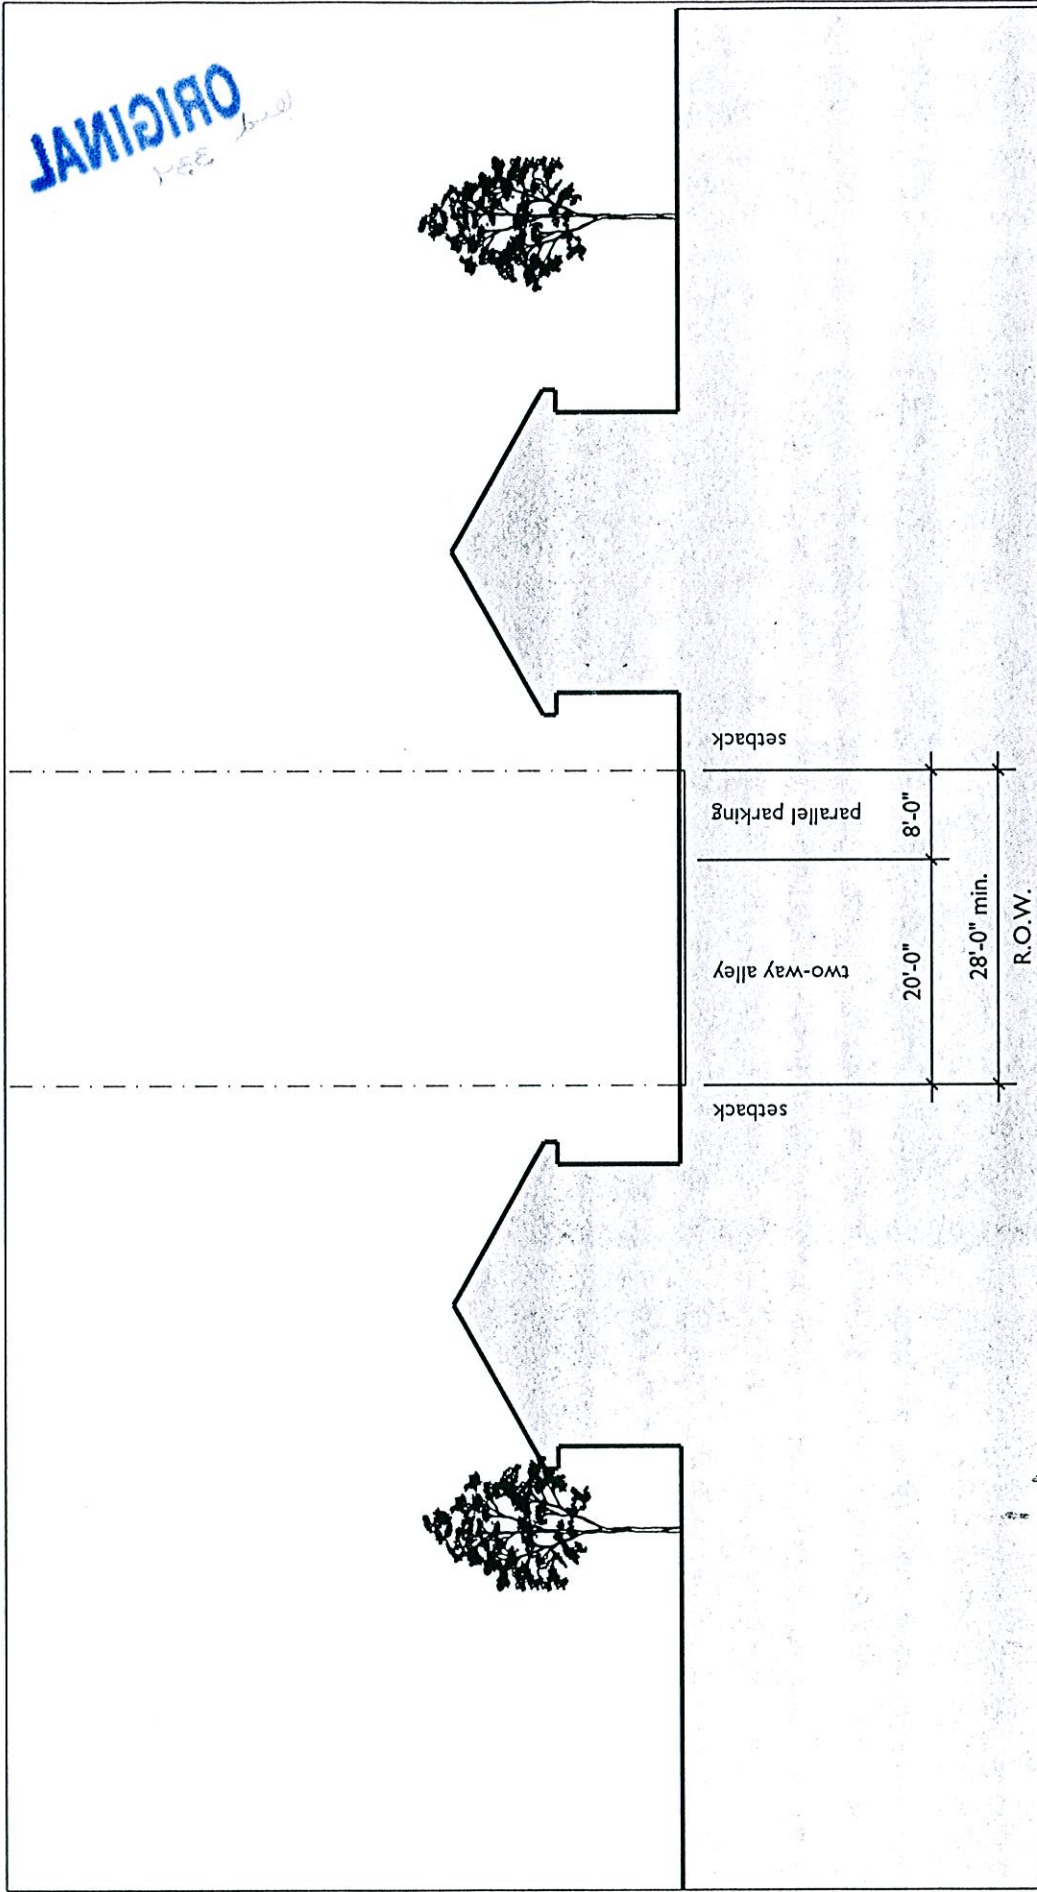 ORIGINAL
setback
two-way alley
parallel parking
setback
20'-0"
8'-0"
28'-0" min.
R.O.W.